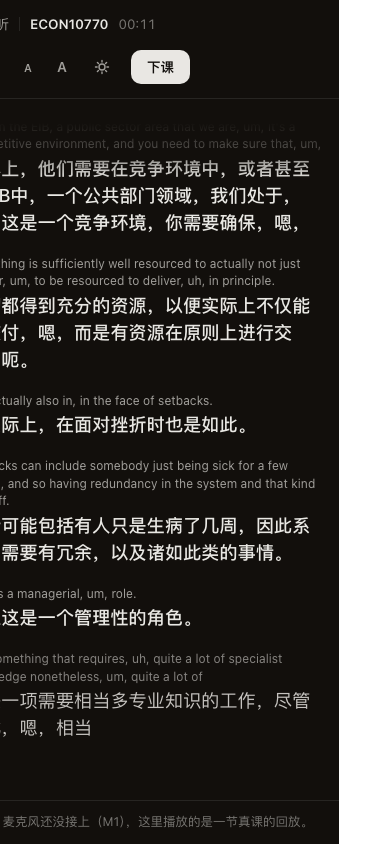 听 ECON10770 00:11
A A 下课
etitive environment, and you need to make sure that, um,
上，他们需要在竞争环境中，或者甚至
B中，一个公共部门领域，我们处于，
这是一个竞争环境，你需要确保，嗯，
hing is sufficiently well resourced to actually not just
r, um, to be resourced to deliver, uh, in principle.
都得到充分的资源，以便实际上不仅能
付，嗯，而是有资源在原则上进行交
呃。
ctually also in, in the face of setbacks.
际上，在面对挫折时也是如此。
cks can include somebody just being sick for a few
, and so having redundancy in the system and that kind
ff.
可能包括有人只是生病了几周，因此系
需要有冗余，以及诸如此类的事情。
s a managerial, um, role.
这是一个管理性的角色。
omething that requires, uh, quite a lot of specialist
edge nonetheless, um, quite a lot of
一项需要相当多专业知识的工作，尽管
，嗯，相当
麦克风还没接上（M1），这里播放的是一节真课的回放。